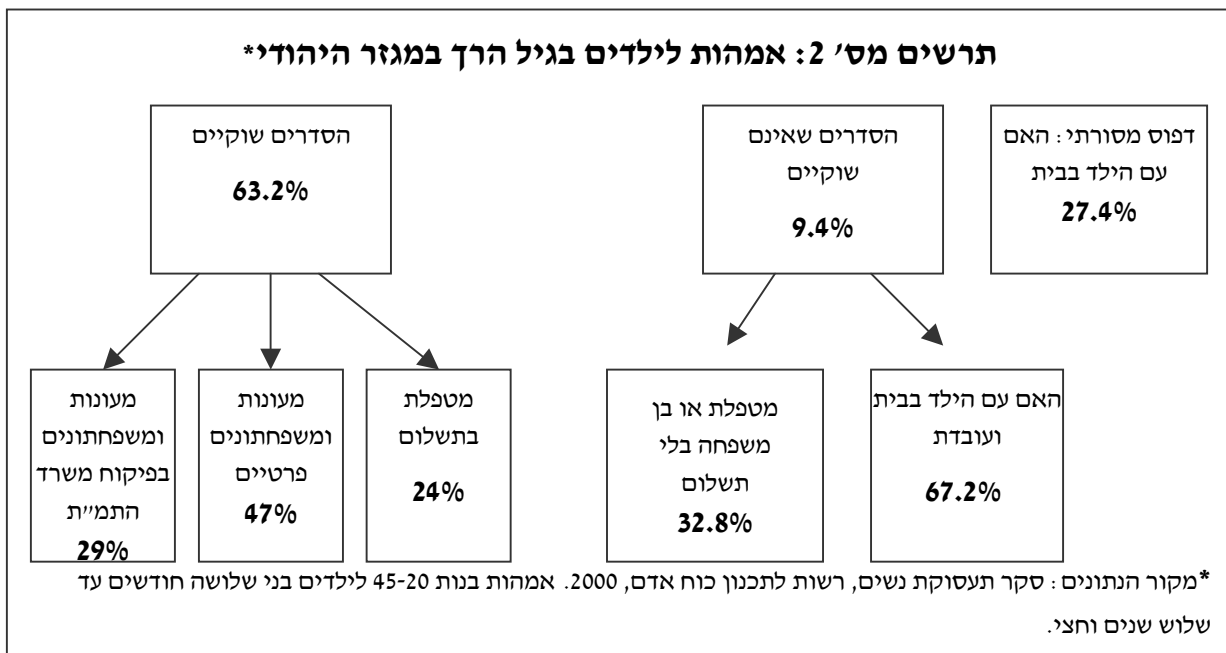 תרשים מס' 2: אמהות לילדים בגיל הרך במגזר היהודי*
דפוס מסורתי: האם
עם הילד בבית
27.4%
הסדרים שאינם
שוקיים
9.4%
הסדרים שוקיים
63.2%
האם עם הילד בבית
ועובדת
67.2%
מטפלת או בן
משפחה בלי
תשלום
32.8%
מטפלת
בתשלום
24%
מעונות
ומשפחתונים
פרטיים
47%
מעונות
ומשפחתונים
בפיקוח משרד
התמ"ת
29%
*מקור הנתונים: סקר תעסוקת נשים, רשות לתכנון כוח אדם, 2000. אמהות בנות 45-20 לילדים בני שלושה חודשים עד
שלוש שנים וחצי.